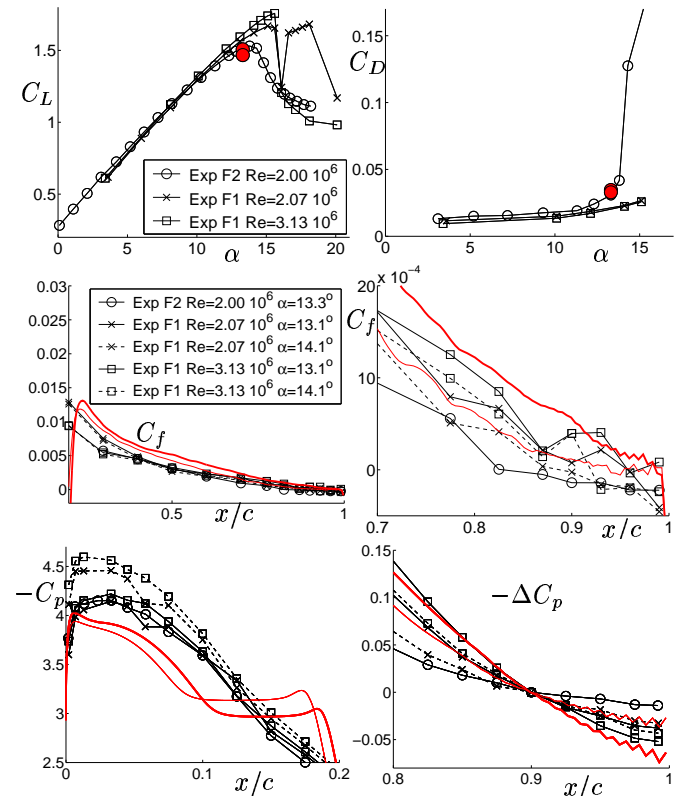 1.5
1
0.5
C_L
0 5 10 15 20
α
Exp F2 Re=2.00 10^6
Exp F1 Re=2.07 10^6
Exp F1 Re=3.13 10^6
0.15
C_D
0.1
0.05
0
0 5 10 15
α
0.03
0.025
0.02
0.015
0.01
0.005
0
Exp F2 Re=2.00 10^6 α=13.3°
Exp F1 Re=2.07 10^6 α=13.1°
Exp F1 Re=2.07 10^6 α=14.1°
Exp F1 Re=3.13 10^6 α=13.1°
Exp F1 Re=3.13 10^6 α=14.1°
C_f
0.5 1
x/c
x 10^-4
20
C_f
10
0
0.7 0.8 0.9 1
x/c
4.5
−C_p
4
3.5
3
2.5
0 0.1 0.2
x/c
0.15
0.1
0.05
0
−0.05
−ΔC_p
0.8 0.9 1
x/c